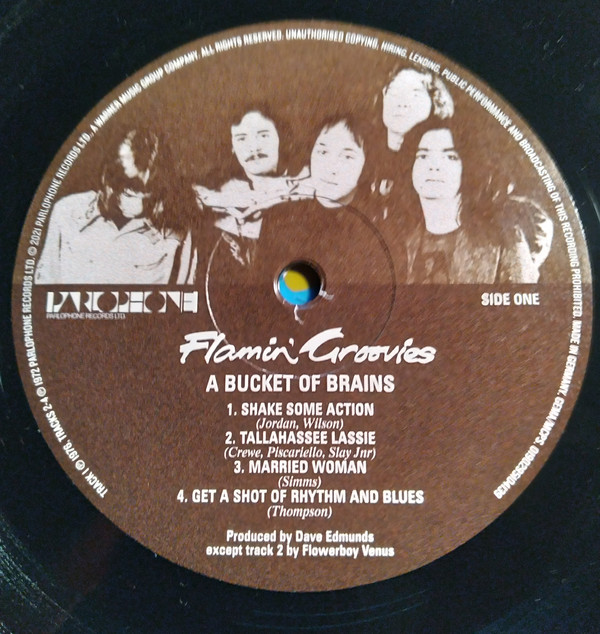 TRACK 1 ℗ 1976, TRACKS 2-4 ℗ 1972 PARLOPHONE RECORDS LTD. © 2021 PARLOPHONE RECORDS LTD. A WARNER MUSIC GROUP COMPANY. ALL RIGHTS RESERVED. UNAUTHORISED COPYING, HIRING, LENDING, PUBLIC PERFORMANCE AND BROADCASTING OF THIS RECORDING PROHIBITED. MADE IN GERMANY. GEMA/MCPS.
PARLOPHONE
PARLOPHONE RECORDS LTD.
SIDE ONE
Flamin' Groovies
A BUCKET OF BRAINS
1. SHAKE SOME ACTION
(Jordan, Wilson)
2. TALLAHASSEE LASSIE
(Crewe, Piscariello, Slay Jnr)
3. MARRIED WOMAN
(Simms)
4. GET A SHOT OF RHYTHM AND BLUES
(Thompson)
Produced by Dave Edmunds
except track 2 by Flowerboy Venus